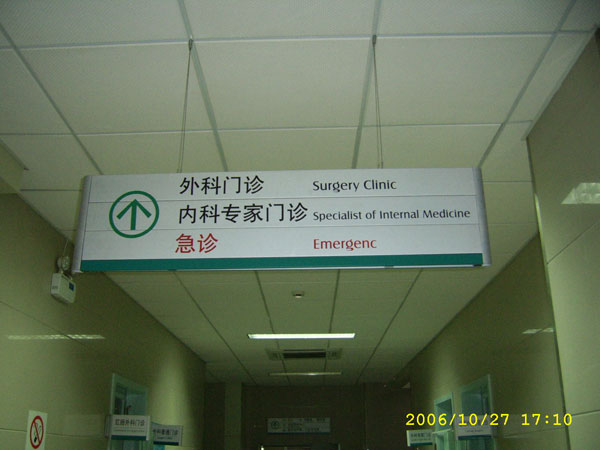 外科门诊 Surgery Clinic
内科专家门诊 Specialist of Internal Medicine
急诊 Emergenc
2006/10/27 17:10